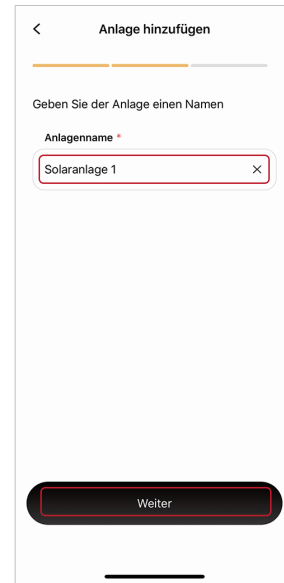 Anlage hinzufügen
Geben Sie der Anlage einen Namen
Anlagenname *
Solaranlage 1
Weiter